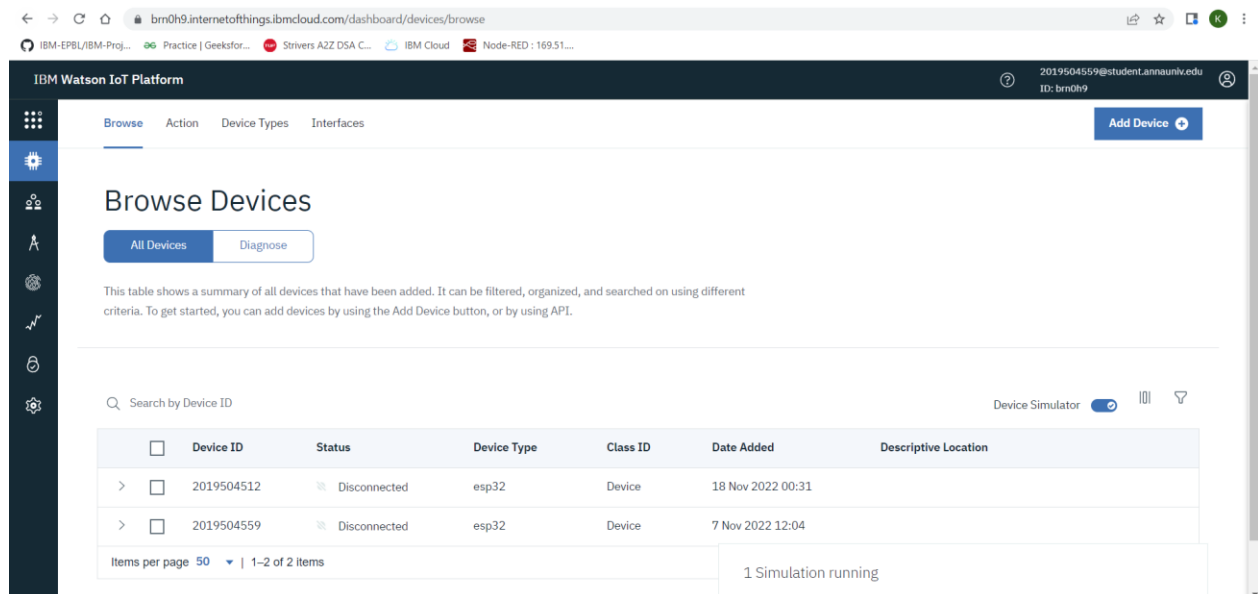 brn0h9.internetofthings.ibmcloud.com/dashboard/devices/browse
K
IBM-EPBL/IBM-Proj... Practice | Geeksfor... Strivers A2Z DSA C... IBM Cloud Node-RED : 169.51....
IBM Watson IoT Platform
2019504559@student.annauniv.edu
ID: brn0h9
Browse Action Device Types Interfaces
Add Device
Browse Devices
All Devices Diagnose
This table shows a summary of all devices that have been added. It can be filtered, organized, and searched on using different
criteria. To get started, you can add devices by using the Add Device button, or by using API.
Search by Device ID
Device Simulator
Device ID Status Device Type Class ID Date Added Descriptive Location
2019504512 Disconnected esp32 Device 18 Nov 2022 00:31
2019504559 Disconnected esp32 Device 7 Nov 2022 12:04
Items per page 50 | 1–2 of 2 items
1 Simulation running